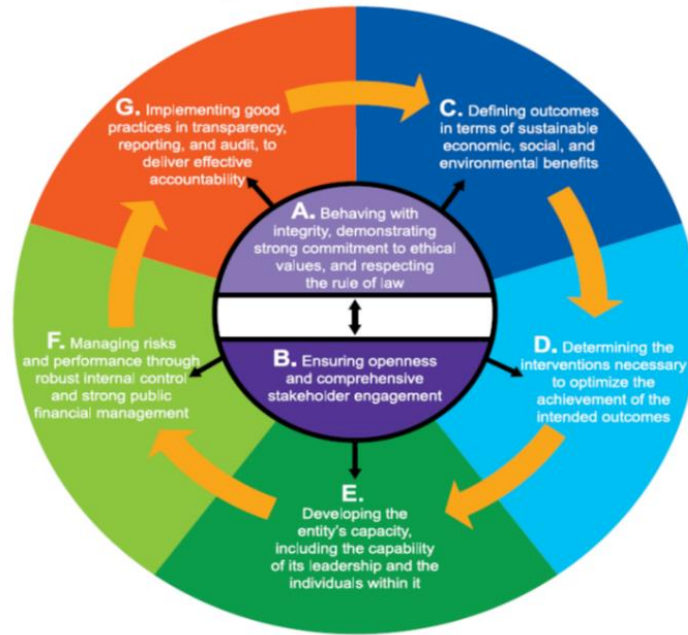 G. Implementing good
practices in transparency,
reporting, and audit, to
deliver effective
accountability
C. Defining outcomes
in terms of sustainable
economic, social, and
environmental benefits
A. Behaving with
integrity, demonstrating
strong commitment to ethical
values, and respecting
the rule of law
B. Ensuring openness
and comprehensive
stakeholder engagement
F. Managing risks
and performance through
robust internal control
and strong public
financial management
D. Determining the
interventions necessary
to optimize the
achievement of the
intended outcomes
E.
Developing the
entity's capacity,
including the capability
of its leadership and the
individuals within it